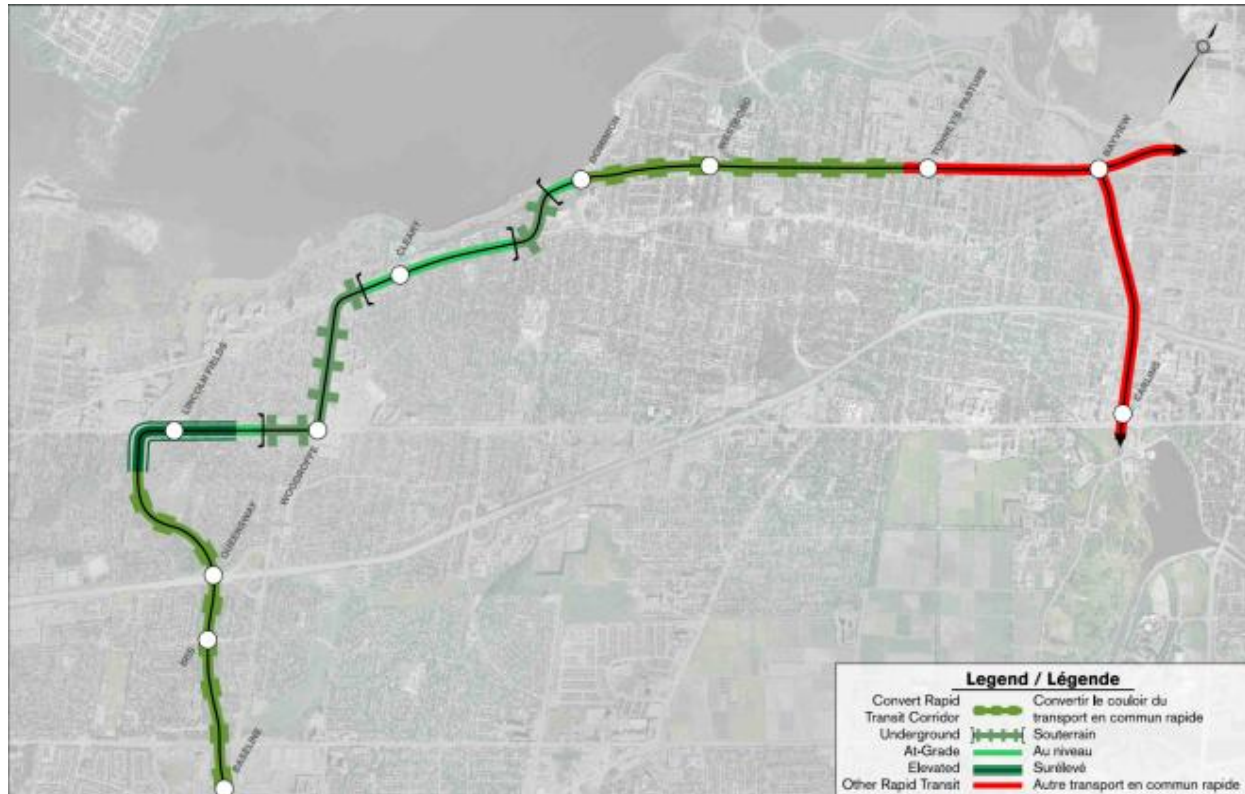 DOMINION
WESTBORO
TUNNEY'S PASTURE
BAYVIEW
CLEARY
LINCOLN FIELDS
CARLING
WOODROFFE
QUEENSWAY
IRIS
BASELINE
Legend / Légende
Convert Rapid Transit Corridor
Convertir le couloir du transport en commun rapide
Underground
Souterrain
At-Grade
Au niveau
Elevated
Surélevé
Other Rapid Transit
Autre transport en commun rapide